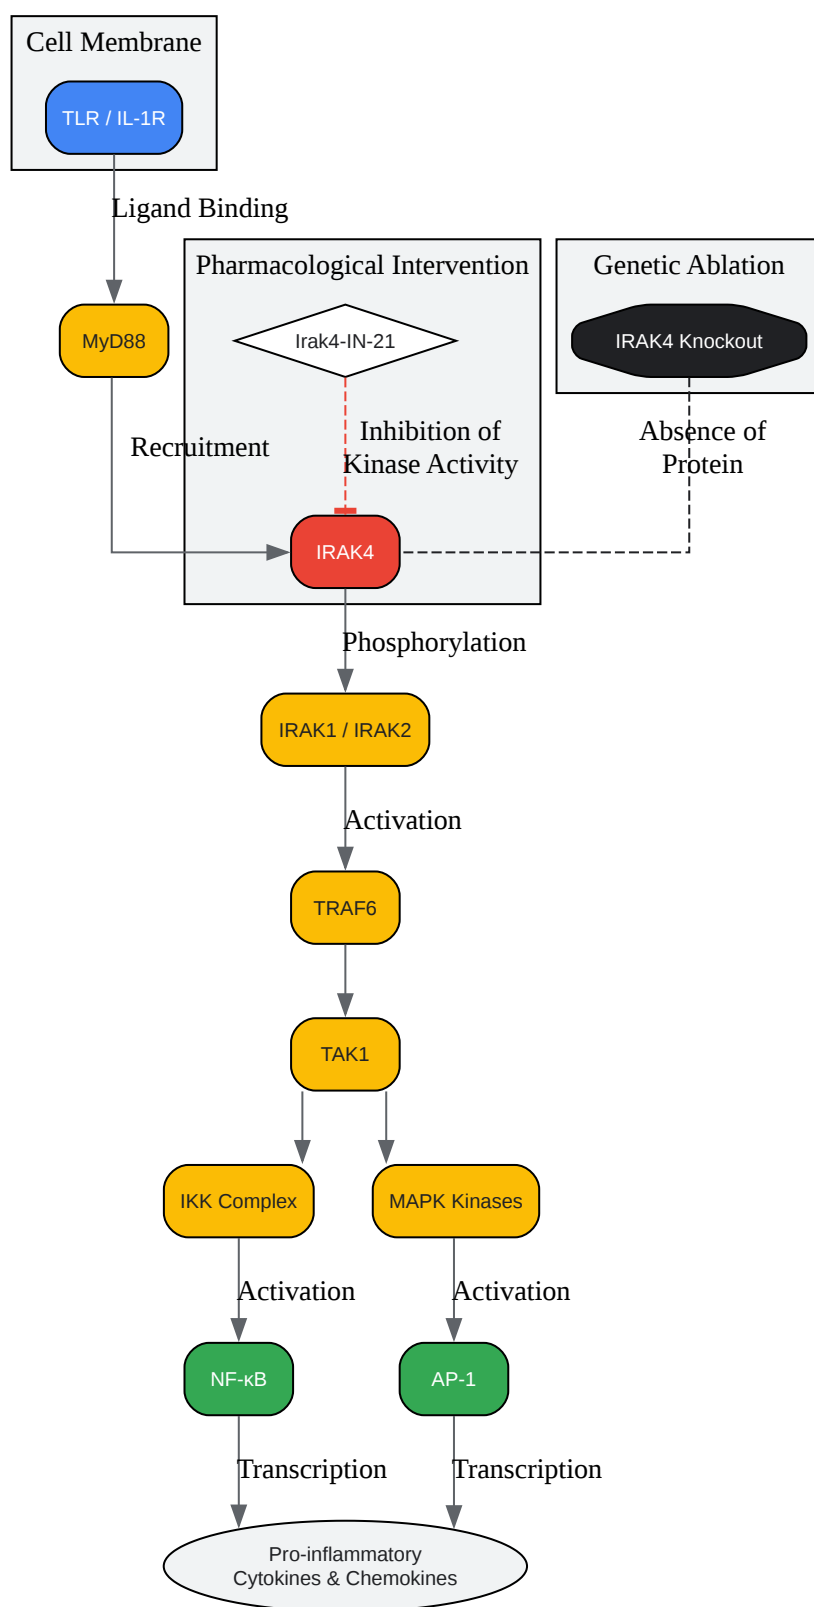 Cell Membrane
TLR / IL-1R
Ligand Binding
Pharmacological Intervention
Genetic Ablation
MyD88
Irak4-IN-21
IRAK4 Knockout
Recruitment
Inhibition of
Kinase Activity
Absence of
Protein
IRAK4
Phosphorylation
IRAK1 / IRAK2
Activation
TRAF6
TAK1
IKK Complex
MAPK Kinases
Activation
Activation
NF-κB
AP-1
Transcription
Transcription
Pro-inflammatory
Cytokines & Chemokines